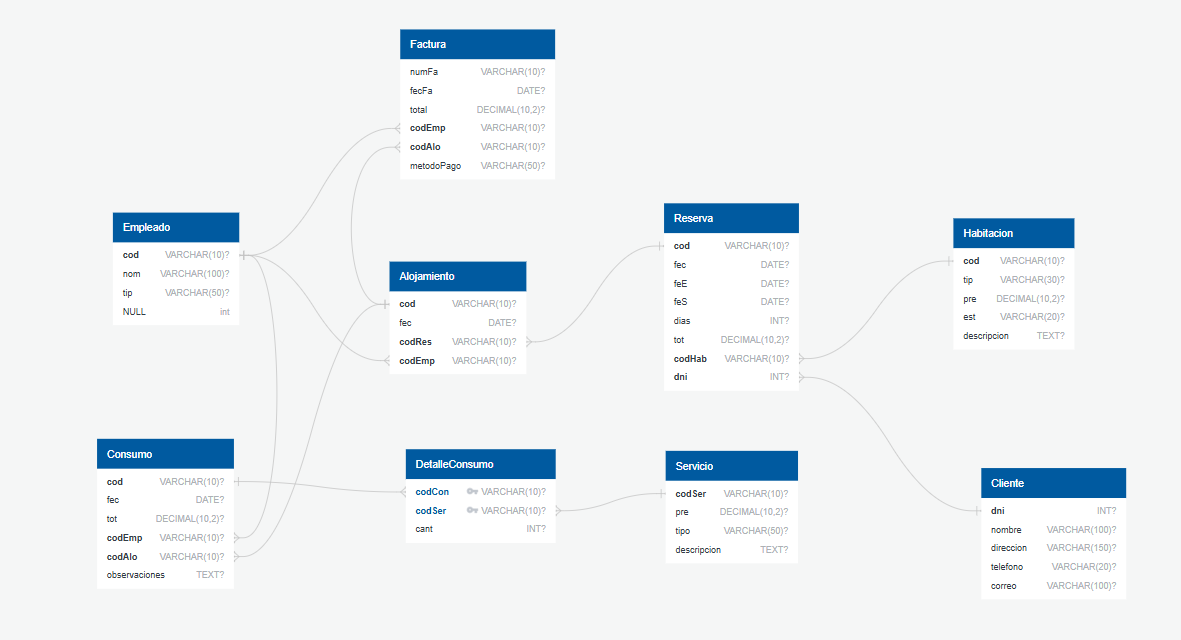 Factura
numFa VARCHAR(10)?
fecFa DATE?
total DECIMAL(10,2)?
codEmp VARCHAR(10)?
codAlo VARCHAR(10)?
metodoPago VARCHAR(50)?
Empleado
cod VARCHAR(10)?
nom VARCHAR(100)?
tip VARCHAR(50)?
NULL int
Alojamiento
cod VARCHAR(10)?
fec DATE?
codRes VARCHAR(10)?
codEmp VARCHAR(10)?
Reserva
cod VARCHAR(10)?
fec DATE?
feE DATE?
feS DATE?
dias INT?
tot DECIMAL(10,2)?
codHab VARCHAR(10)?
dni INT?
Habitacion
cod VARCHAR(10)?
tip VARCHAR(30)?
pre DECIMAL(10,2)?
est VARCHAR(20)?
descripcion TEXT?
Consumo
cod VARCHAR(10)?
fec DATE?
tot DECIMAL(10,2)?
codEmp VARCHAR(10)?
codAlo VARCHAR(10)?
observaciones TEXT?
DetalleConsumo
codCon VARCHAR(10)?
codSer VARCHAR(10)?
cant INT?
Servicio
codSer VARCHAR(10)?
pre DECIMAL(10,2)?
tipo VARCHAR(50)?
descripcion TEXT?
Cliente
dni INT?
nombre VARCHAR(100)?
direccion VARCHAR(150)?
telefono VARCHAR(20)?
correo VARCHAR(100)?